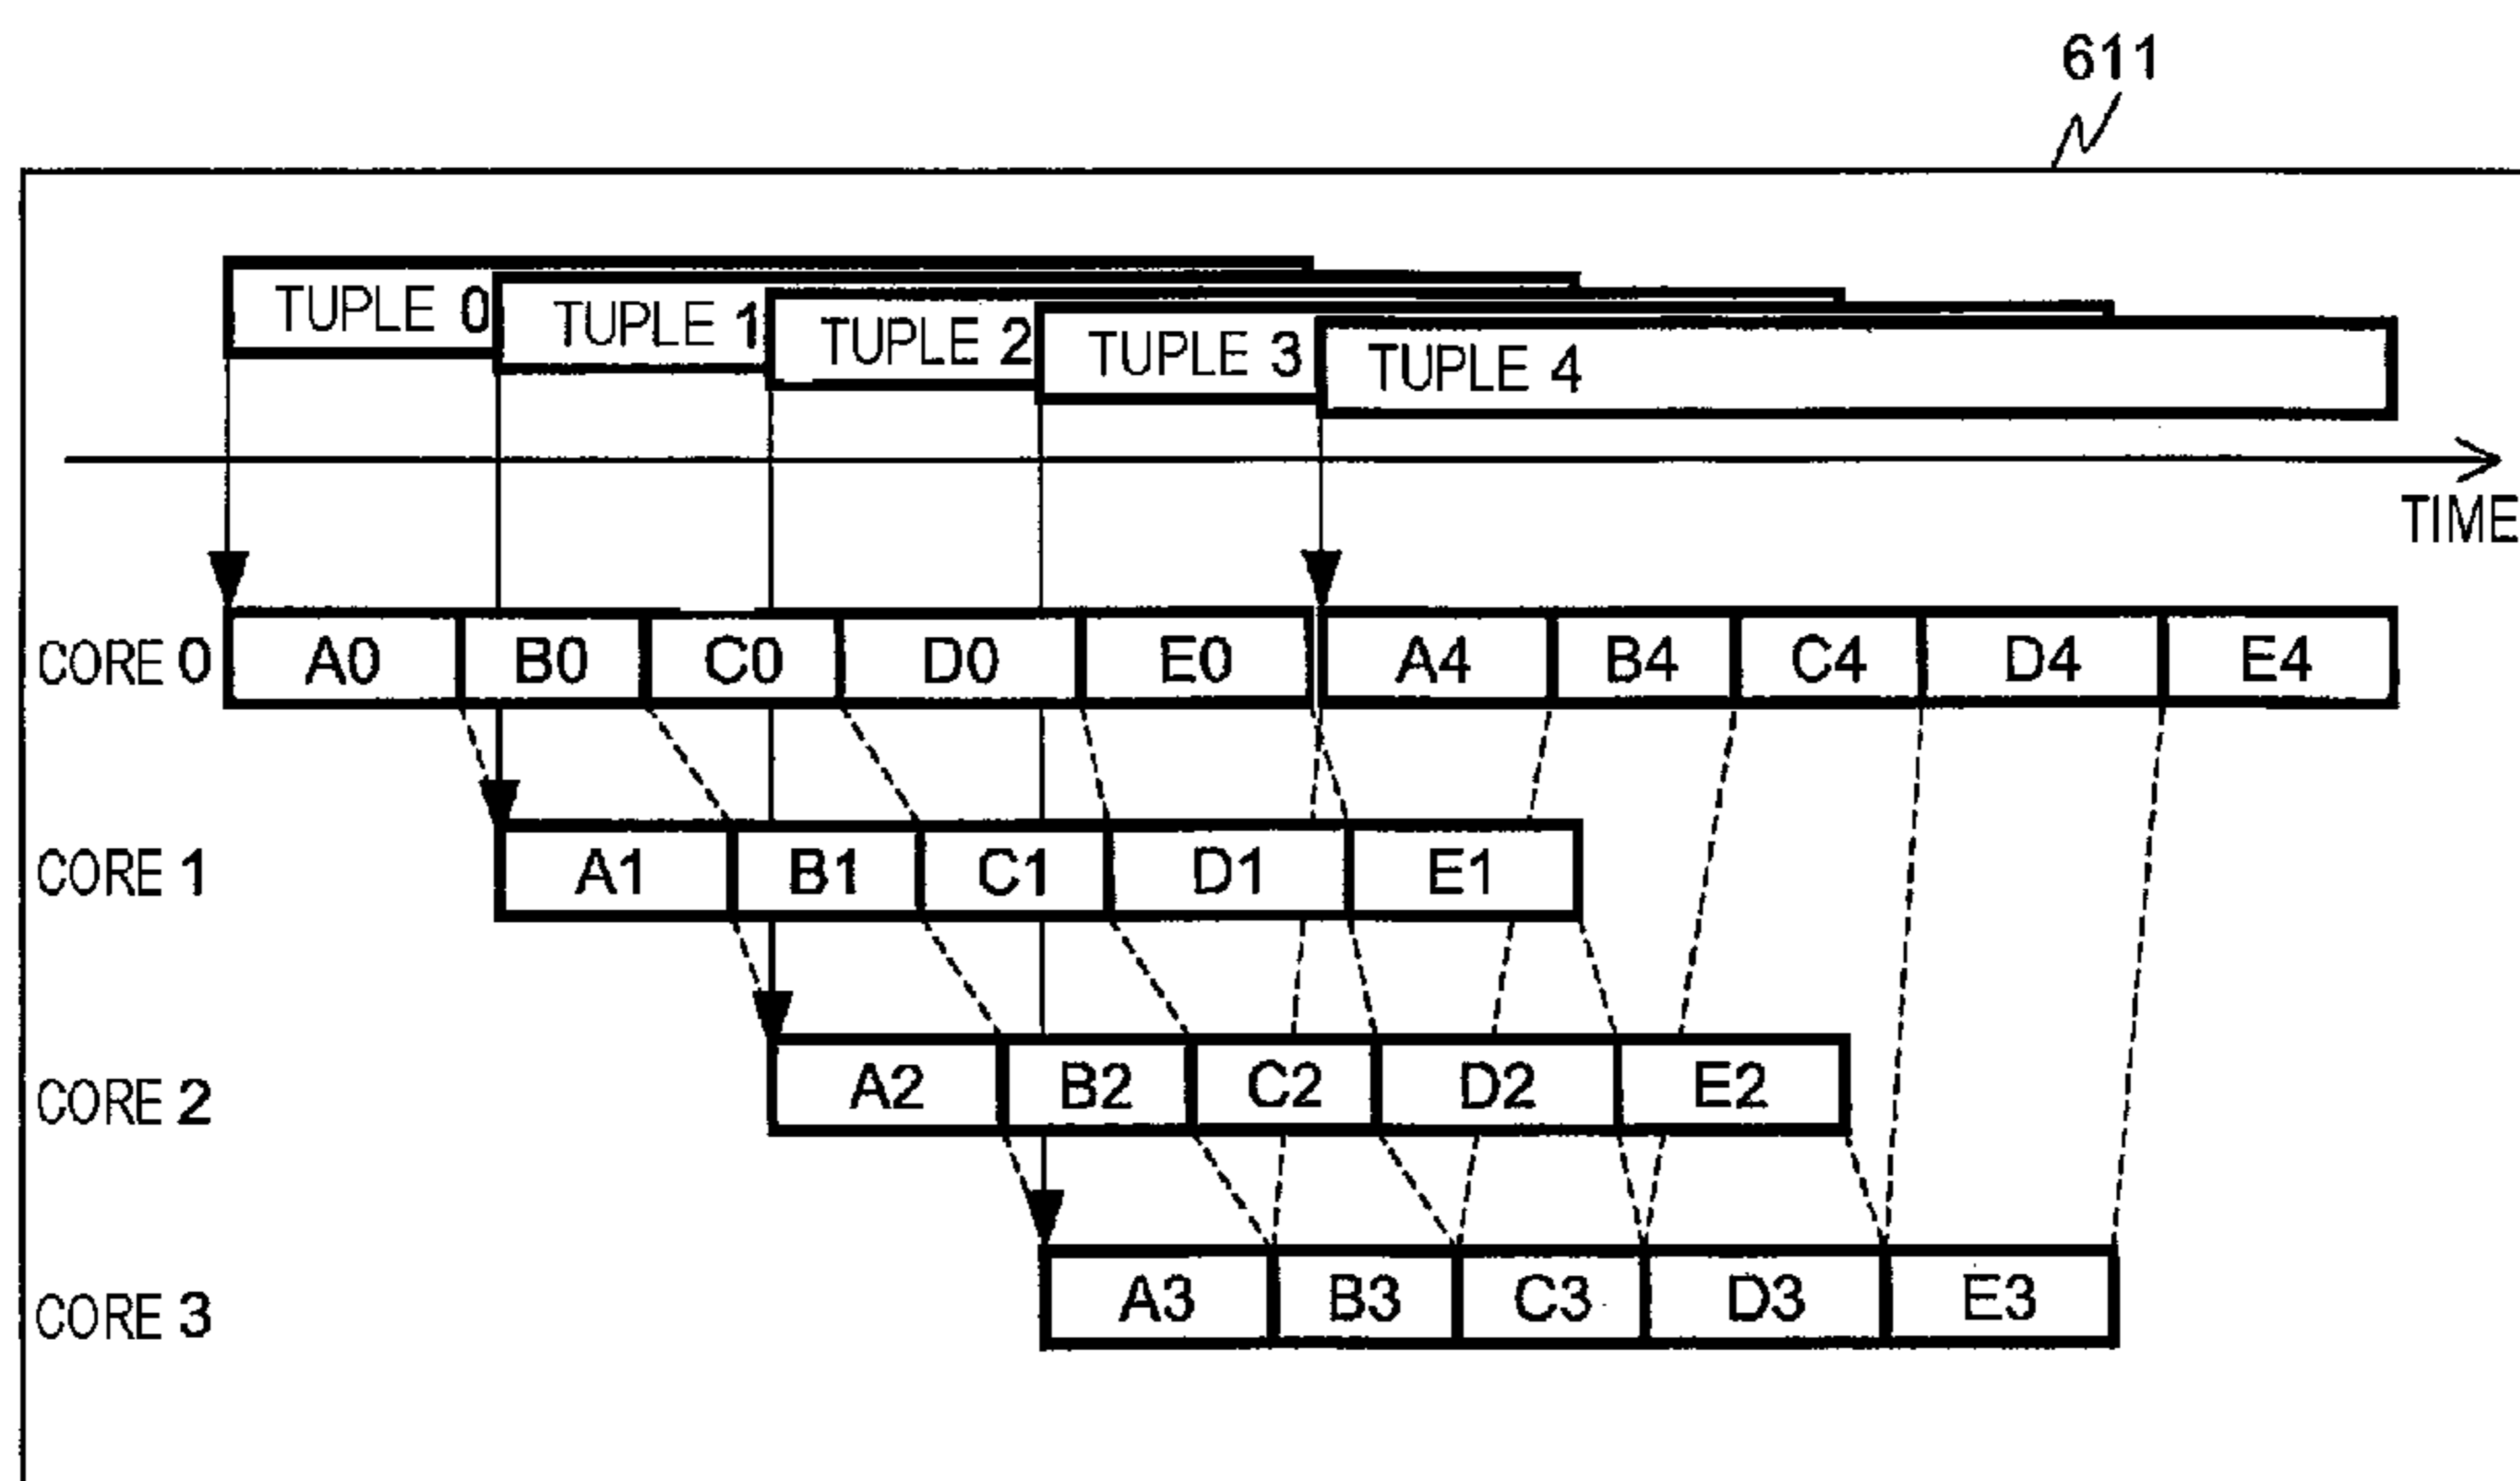 611
TUPLE 0 TUPLE 1 TUPLE 2 TUPLE 3 TUPLE 4
TIME
CORE 0 A0 B0 C0 D0 E0 A4 B4 C4 D4 E4
CORE 1 A1 B1 C1 D1 E1
CORE 2 A2 B2 C2 D2 E2
CORE 3 A3 B3 C3 D3 E3